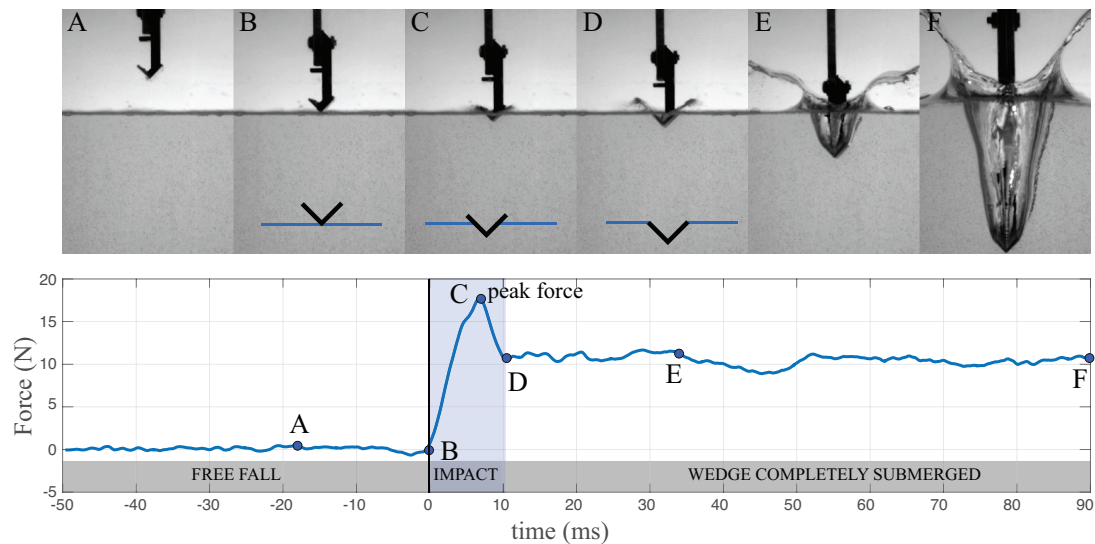 A B C D E F
20
C peak force
15
10
D E F
5
A
0
B
FREE FALL IMPACT WEDGE COMPLETELY SUBMERGED
-5
-50 -40 -30 -20 -10 0 10 20 30 40 50 60 70 80 90
time (ms)
Force (N)